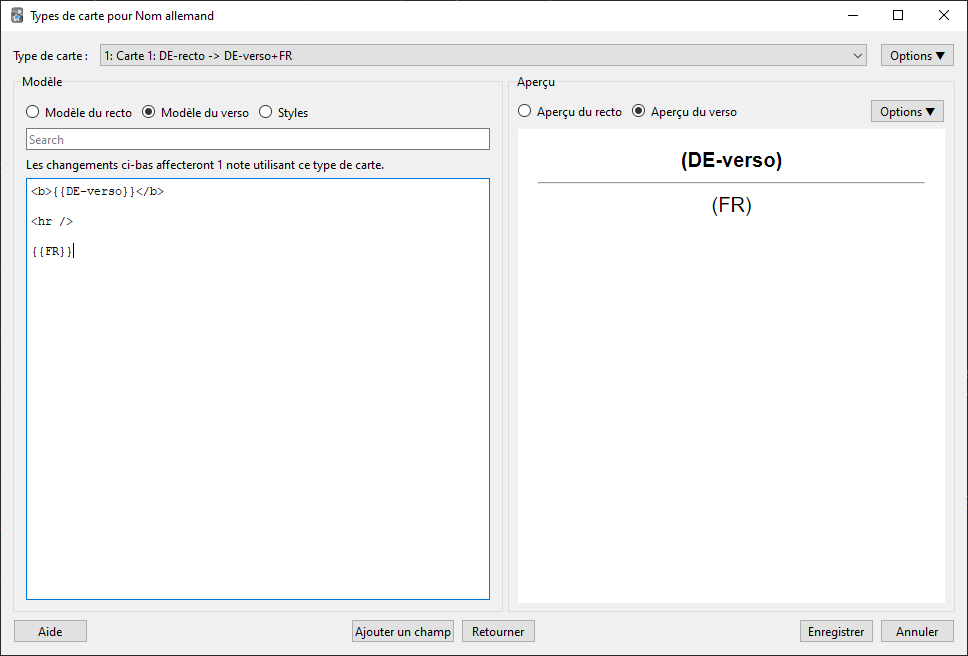 Types de carte pour Nom allemand
Type de carte :
1: Carte 1: DE-recto -> DE-verso+FR
Options ▼
Modèle
Modèle du recto
Modèle du verso
Styles
Search
Les changements ci-bas affecteront 1 note utilisant ce type de carte.
<b>{{DE-verso}}</b>
<hr />
{{FR}}
Aperçu
Aperçu du recto
Aperçu du verso
Options ▼
(DE-verso)
(FR)
Aide
Ajouter un champ
Retourner
Enregistrer
Annuler